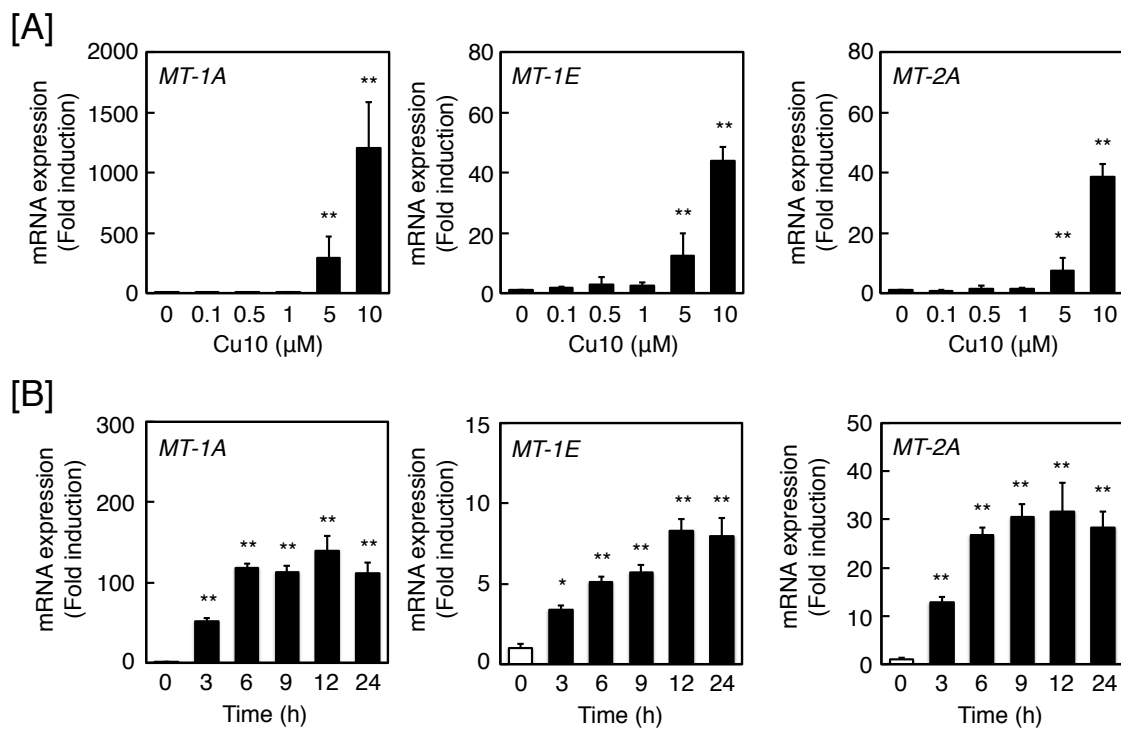 [A]
mRNA expression
(Fold induction)
2000
1500
1000
500
0
MT-1A
**
**
0 0.1 0.5 1 5 10
Cu10 (µM)
mRNA expression
(Fold induction)
80
60
40
20
0
MT-1E
**
**
0 0.1 0.5 1 5 10
Cu10 (µM)
mRNA expression
(Fold induction)
80
60
40
20
0
MT-2A
**
**
0 0.1 0.5 1 5 10
Cu10 (µM)
[B]
mRNA expression
(Fold induction)
300
200
100
0
MT-1A
** ** ** ** **
0 3 6 9 12 24
Time (h)
mRNA expression
(Fold induction)
15
10
5
0
MT-1E
* ** ** ** **
0 3 6 9 12 24
Time (h)
mRNA expression
(Fold induction)
50
40
30
20
10
0
MT-2A
** ** ** ** **
0 3 6 9 12 24
Time (h)